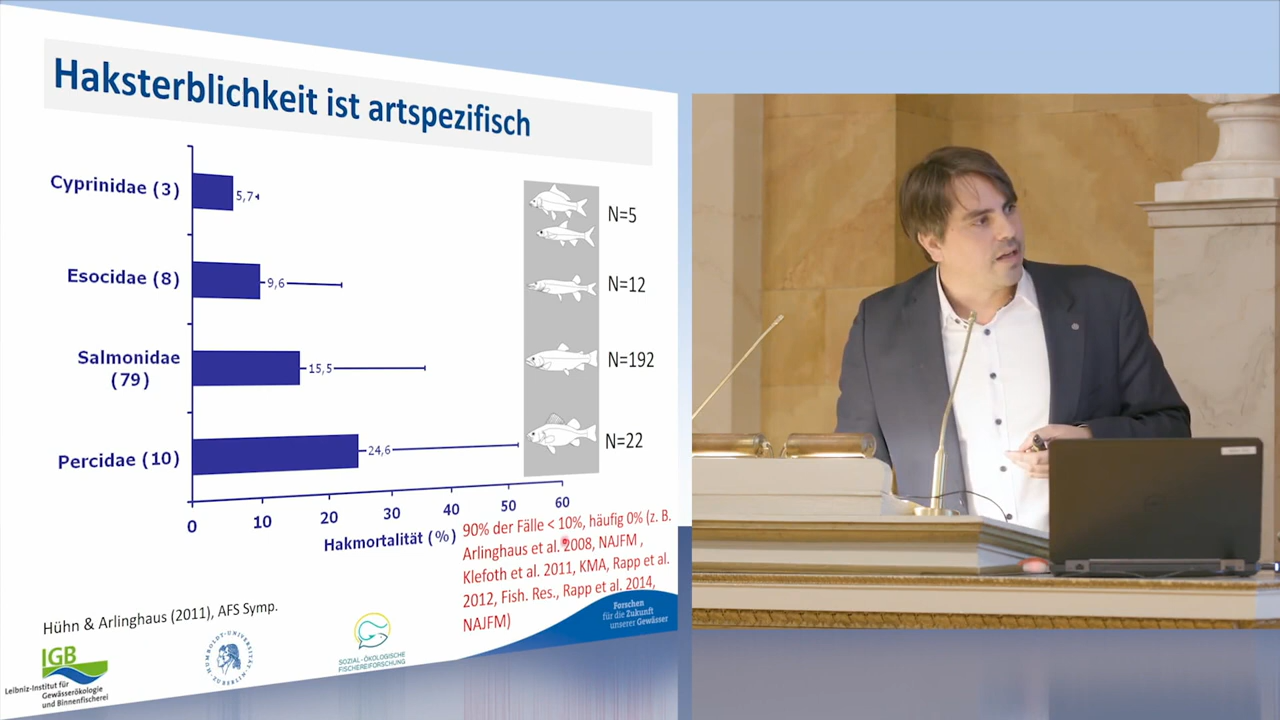 Haksterblichkeit ist artspezifisch
Cyprinidae (3)
5,7
N=5
Esocidae (8)
9,6
N=12
Salmonidae
(79)
15,5
N=192
Percidae (10)
24,6
N=22
0 10 20 30 40 50 60
Hakmortalität (%)
90% der Fälle < 10%, häufig 0% (z. B.
Arlinghaus et al. 2008, NAJFM ,
Klefoth et al. 2011, KMA, Rapp et al.
2012, Fish. Res., Rapp et al. 2014,
NAJFM)
Hühn & Arlinghaus (2011), AFS Symp.
IGB
Leibniz-Institut für
Gewässerökologie
und Binnenfischerei
SOZIAL-ÖKOLOGISCHE
FISCHEREIFORSCHUNG
Forschen
für die Zukunft
unserer Gewässer